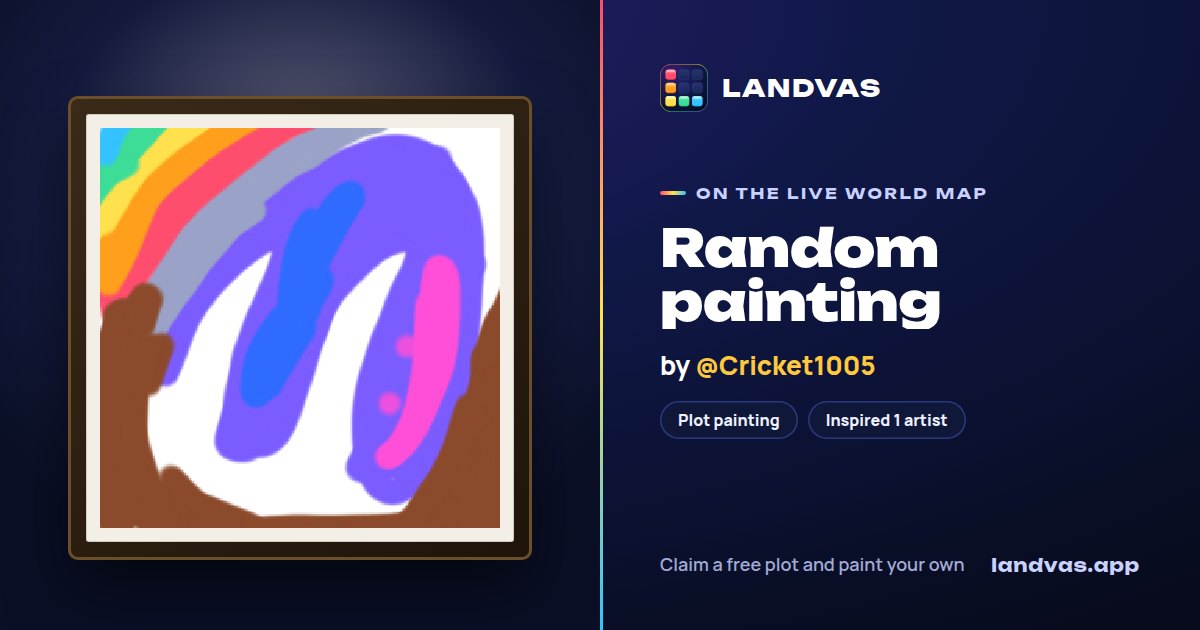 LANDVAS
ON THE LIVE WORLD MAP
Random
painting
by @Cricket1005
Plot painting
Inspired 1 artist
Claim a free plot and paint your own
landvas.app